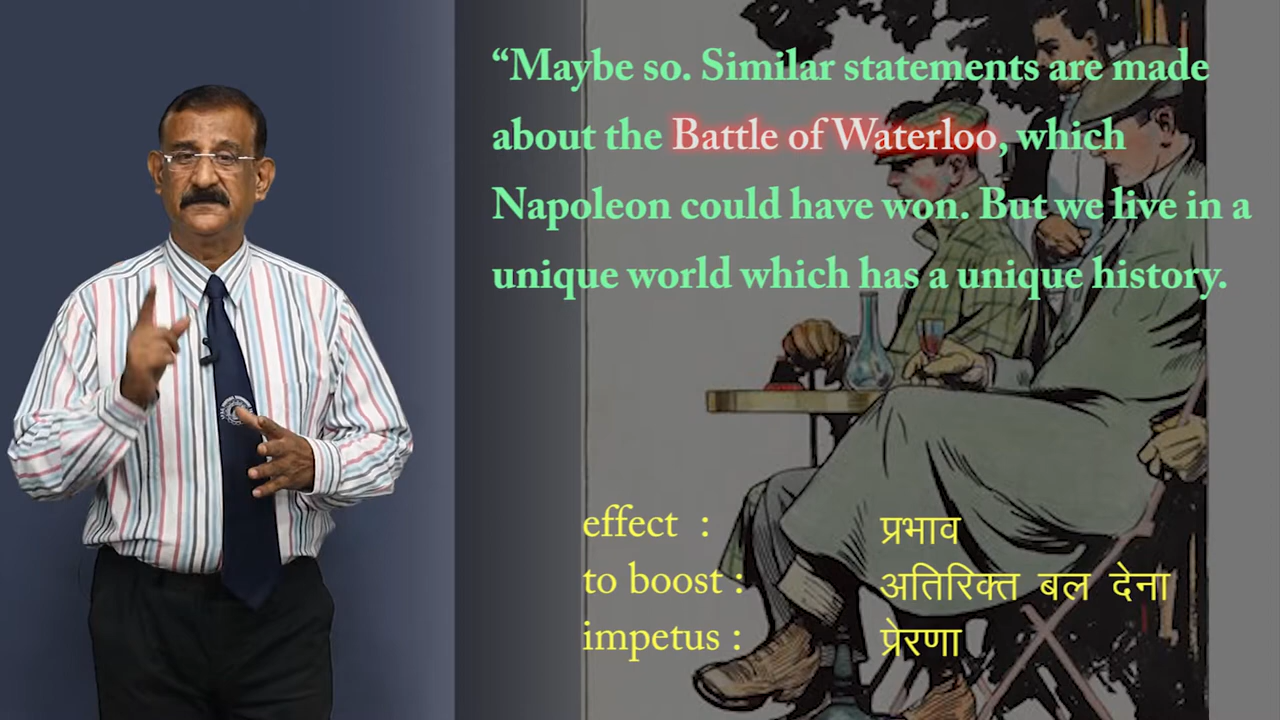 “Maybe so. Similar statements are made
about the Battle of Waterloo, which
Napoleon could have won. But we live in a
unique world which has a unique history.
effect : प्रभाव
to boost : अतिरिक्त बल देना
impetus : प्रेरणा